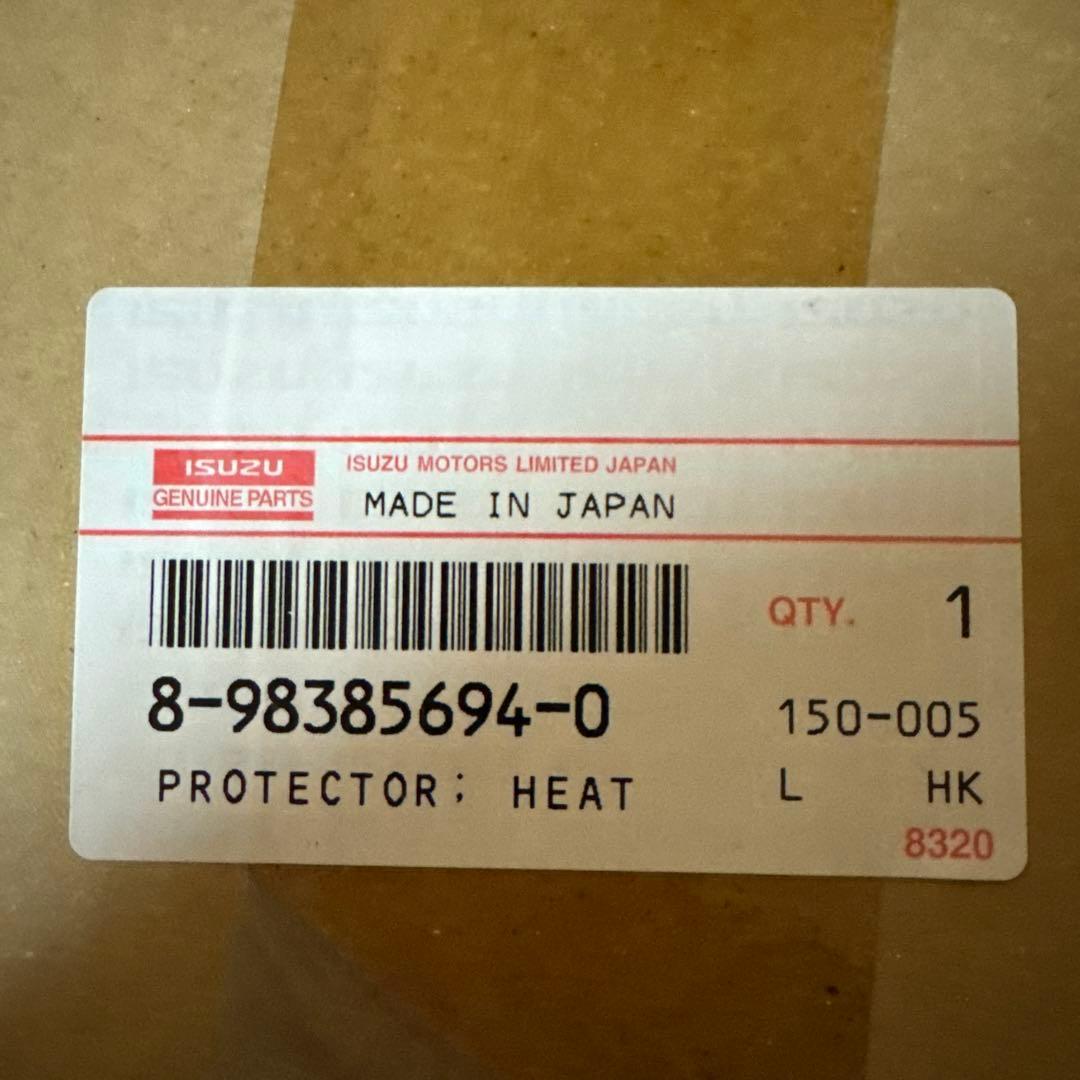 ISUZU
GENUINE PARTS
ISUZU MOTORS LIMITED JAPAN
MADE IN JAPAN
QTY. 1
8-98385694-0
150-005
PROTECTOR; HEAT
L HK
8320